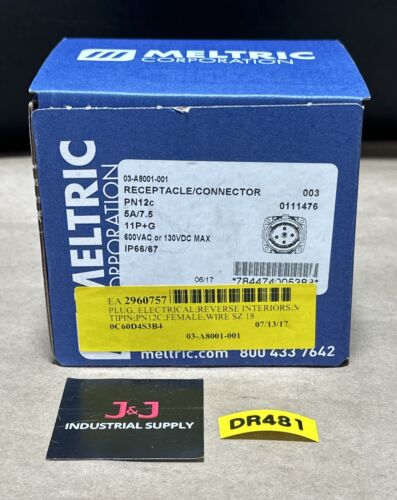 MELTRIC
CORPORATION
MELTRIC
CORPORATION
03-A8001-001
RECEPTACLE/CONNECTOR 003
PN12c 0111476
5A/7.5
11P+G
600VAC or 130VDC MAX
IP66/67
06/17
EA 2960757
PLUG, ELECTRICAL;REVERSE INTERIORS;M
TIPIN;PN12C;FEMALE;WIRE SZ 18
0C60D4S3B4 07/13/17
03-A8001-001
meltric.com 800 433 7642
J&J
INDUSTRIAL SUPPLY
DR481